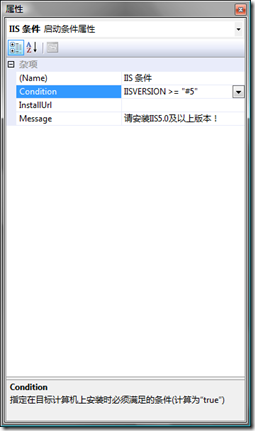 属性
IIS 条件 启动条件属性
杂项
(Name) IIS 条件
Condition IISVERSION >= "#5"
InstallUrl
Message 请安装IIS5.0及以上版本！
Condition
指定在目标计算机上安装时必须满足的条件(计算为"true")